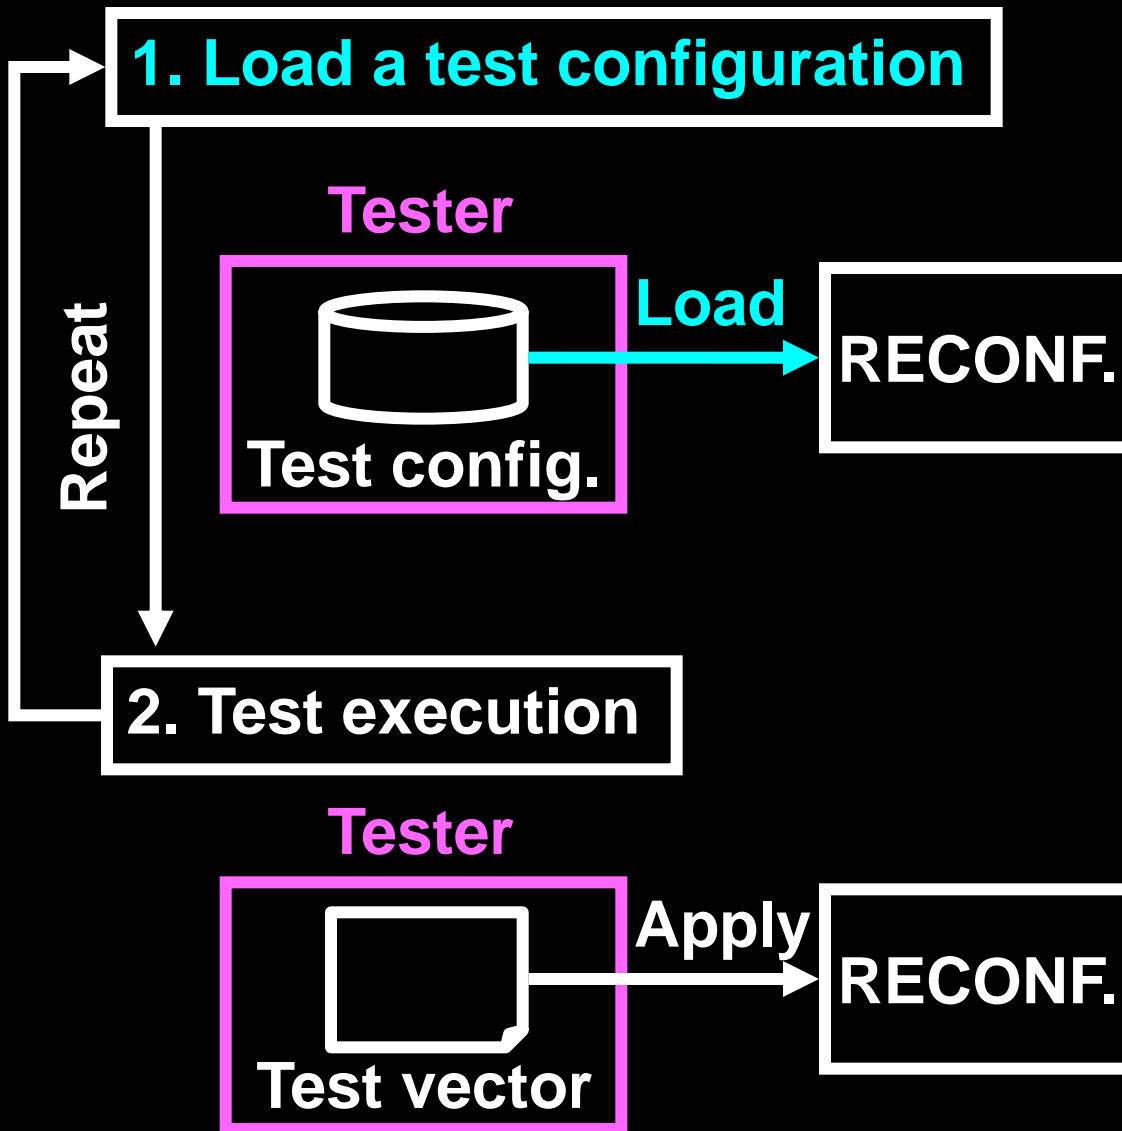 1. Load a test configuration
Tester
Load
RECONF.
Test config.
Repeat
2. Test execution
Tester
Apply
RECONF.
Test vector